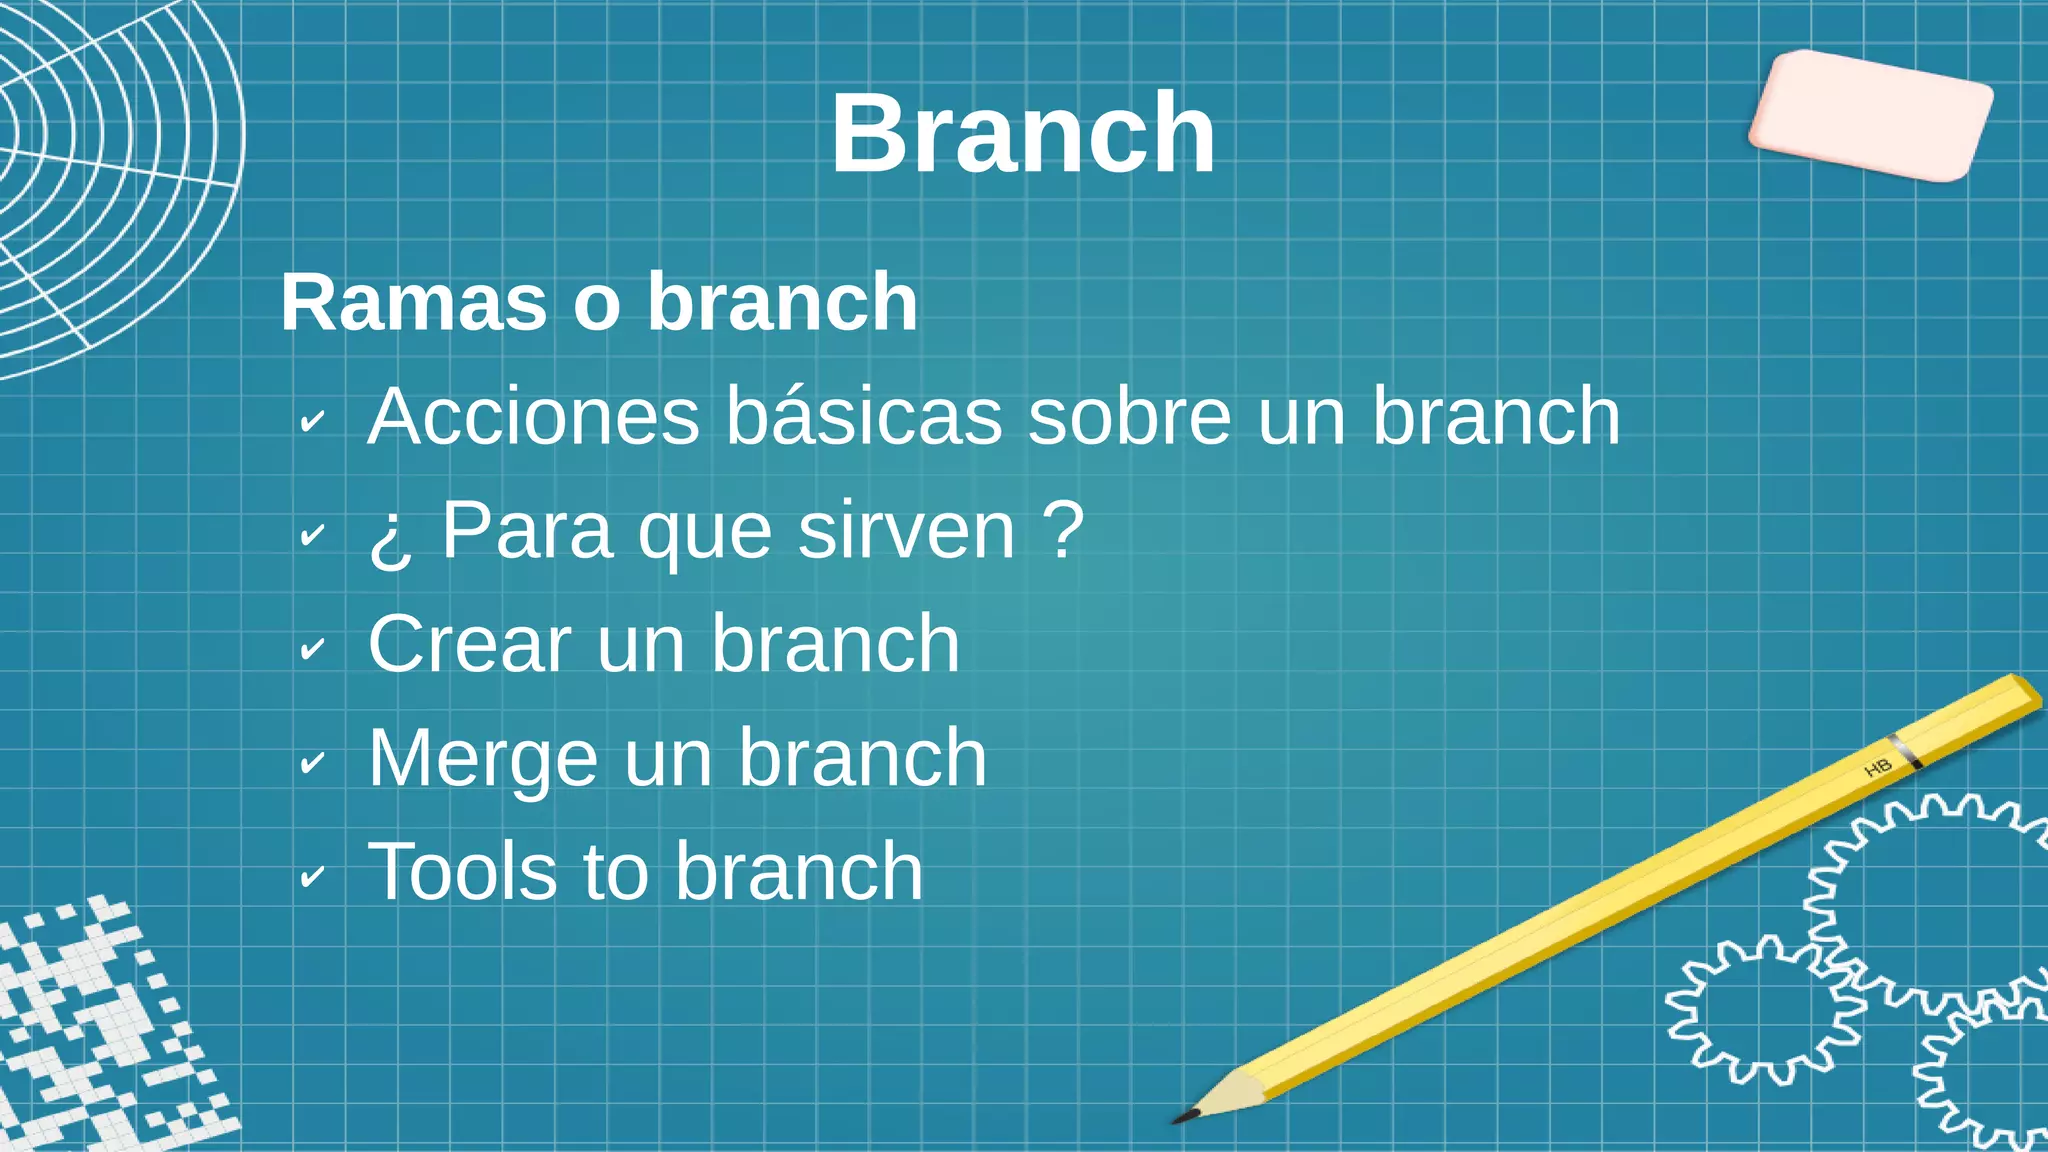 Branch
Ramas o branch
✔ Acciones básicas sobre un branch
✔ ¿ Para que sirven ?
✔ Crear un branch
✔ Merge un branch
✔ Tools to branch
HB